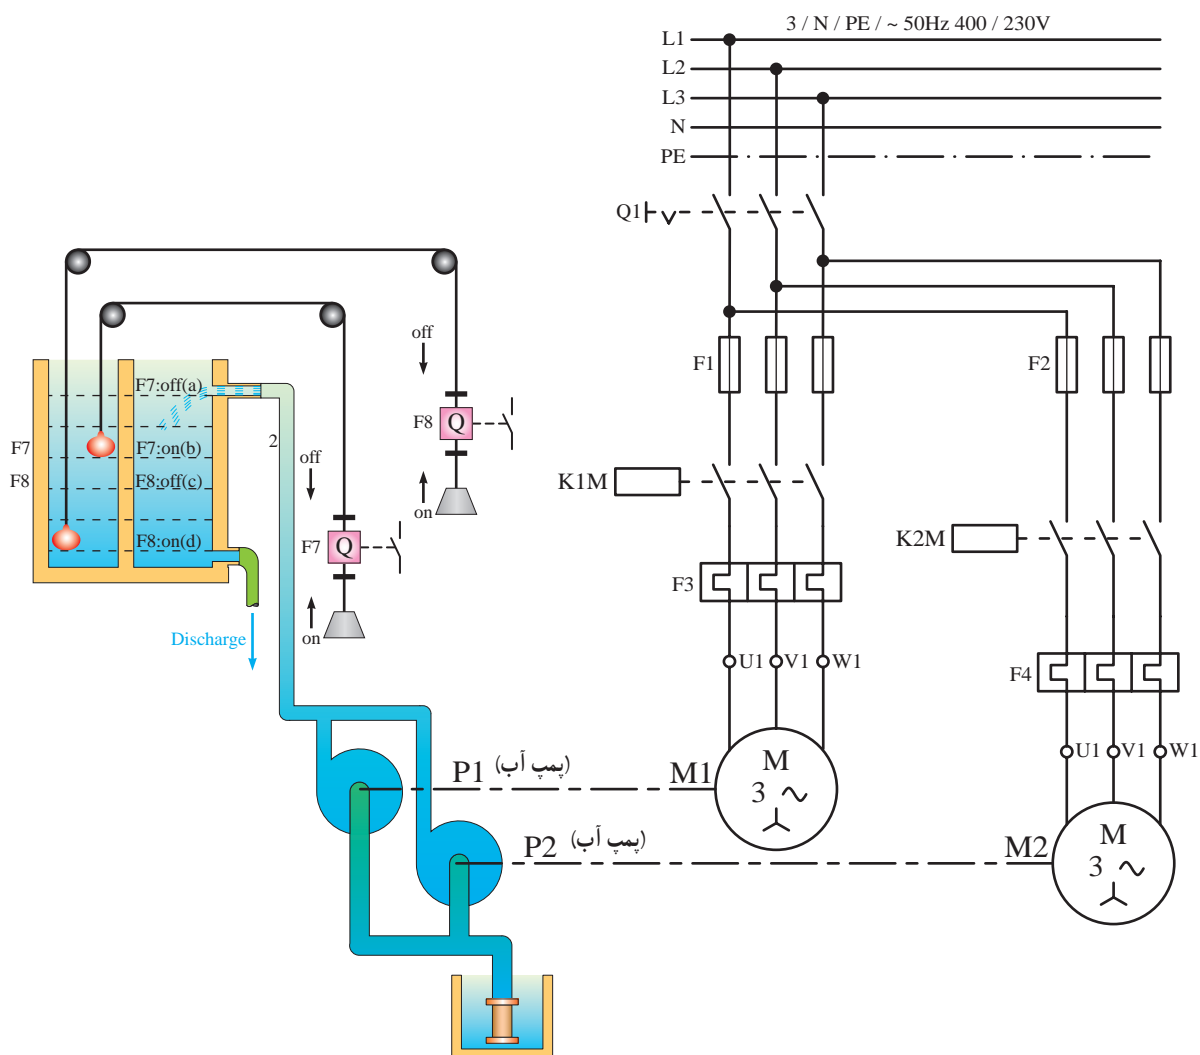 3 / N / PE / ~ 50Hz 400 / 230V
L1
L2
L3
N
PE
Q1
F1
F2
off
F7:off(a)
F8
Q
2
F7
F7:on(b)
off
F8
F8:off(c)
on
K1M
F8:on(d)
F7
Q
K2M
F3
on
Discharge
U1
V1
W1
F4
U1
V1
W1
P1 (پمپ آب)
M1
M
3 ~
P2 (پمپ آب)
M2
M
3 ~